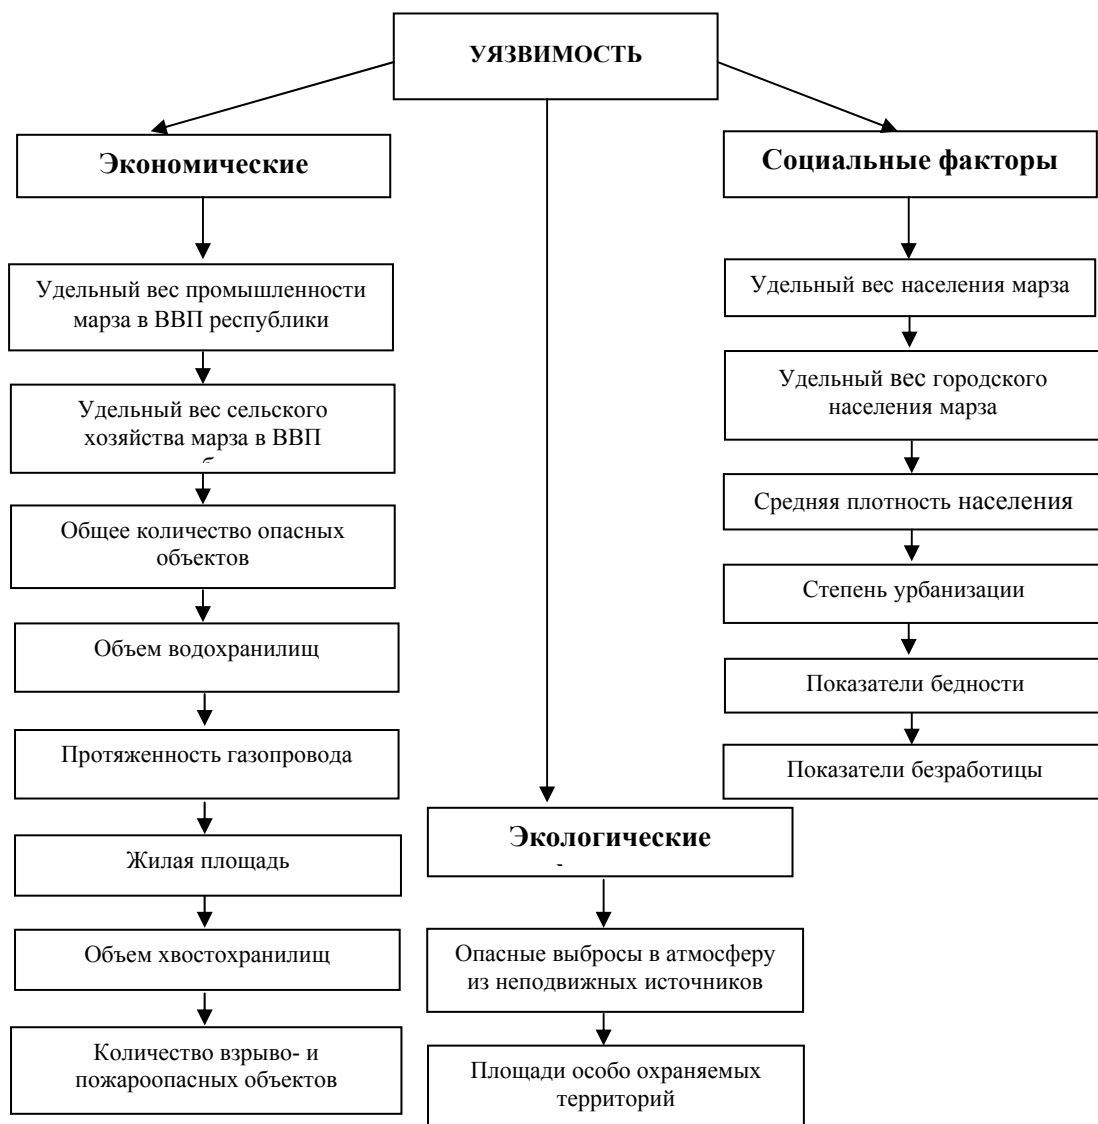 УЯЗВИМОСТЬ
Экономические
Удельный вес промышленности
марза в ВВП республики
Удельный вес сельского
хозяйства марза в ВВП
Общее количество опасных
объектов
Объем водохранилищ
Протяженность газопровода
Жилая площадь
Объем хвостохранилищ
Количество взрыво- и
пожароопасных объектов
Экологические
Опасные выбросы в атмосферу
из неподвижных источников
Площади особо охраняемых
территорий
Социальные факторы
Удельный вес населения марза
Удельный вес городского
населения марза
Средняя плотность населения
Степень урбанизации
Показатели бедности
Показатели безработицы